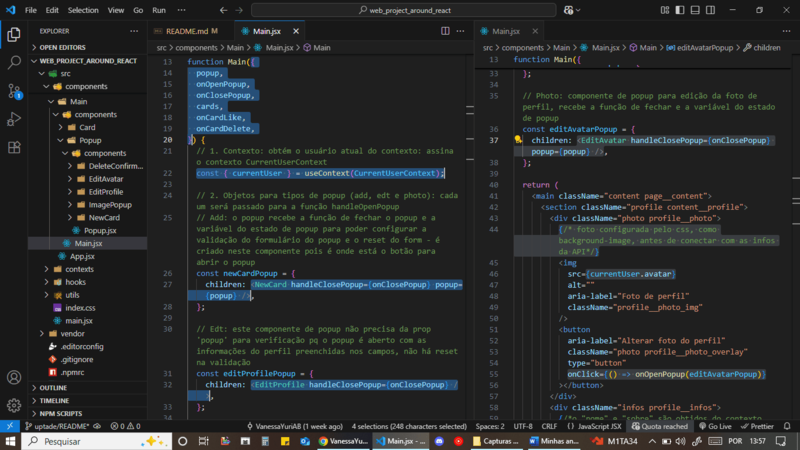 File Edit Selection View Go Run ··· web_project_around_react
EXPLORER
OPEN EDITORS
WEB_PROJECT_AROUND_REACT
src
components
Main
components
Card
Popup
components
DeleteConfirma...
EditAvatar
EditProfile
ImagePopup
NewCard
Popup.jsx
Main.jsx
App.jsx
contexts
hooks
utils
index.css
main.jsx
vendor
.editorconfig
.gitignore
.npmrc
OUTLINE
TIMELINE
NPM SCRIPTS
README.md M Main.jsx
src > components > Main > Main.jsx > Main
13 function Main({
14 popup,
15 onOpenPopup,
16 onClosePopup,
17 cards,
18 onCardLike,
19 onCardDelete,
20 }) {
21 // 1. Contexto: obtém o usuário atual do contexto: assina
o contexto CurrentUserContext
22 const { currentUser } = useContext(CurrentUserContext);
23
24 // 2. Objetos para tipos de popup (add, edt e photo): cada
um será passado para a função handleOpenPopup
25 // Add: o popup recebe a função de fechar o popup e a
variável do estado de popup para poder configurar a
validação do formulário do popup e o reset do form - é
criado neste componente pois é onde está o botão para
abrir o popup
26 const newCardPopup = {
27 children: <NewCard handleClosePopup={onClosePopup} popup=
{popup} />,
28 };
29
30 // Edt: este componente de popup não precisa da prop
'popup' para verificação pq o popup é aberto com as
informações do perfil preenchidas nos campos, não há reset
na validação
31 const editProfilePopup = {
32 children: <EditProfile handleClosePopup={onClosePopup} /
>,
33 };
Main.jsx
src > components > Main > Main.jsx > Main > editAvatarPopup > children
13 function Main({
33 };
34
35 // Photo: componente de popup para edição da foto de
perfil, recebe a função de fechar e a variável do estado
de popup
36 const editAvatarPopup = {
37 children: <EditAvatar handleClosePopup={onClosePopup}
popup={popup} />,
38 };
39
40 return (
41 <main className="content page__content">
42 <section className="profile content__profile">
43 <div className="photo profile__photo">
44 {/* foto configurada pelo css, como
background-image, antes de conectar com as infos
da API*/}
45 <img
46 src={currentUser.avatar}
47 alt=""
48 aria-label="Foto de perfil"
49 className="profile__photo_img"
50 />
51 <button
52 aria-label="Alterar foto do perfil"
53 className="photo profile__photo_overlay"
54 type="button"
55 onClick={() => onOpenPopup(editAvatarPopup)}
56 ></button>
57 </div>
58 <div className="infos profile__infos">
uptade/README* 0 0 VanessaYuriAB (1 week ago) 4 selections (248 characters selected) Spaces: 2 UTF-8 CRLF {} JavaScript JSX Quota reached Go Live Prettier
Pesquisar VanessaYuri Main.jsx - ... Capturas Minhas an... M1TA34 POR 13:57